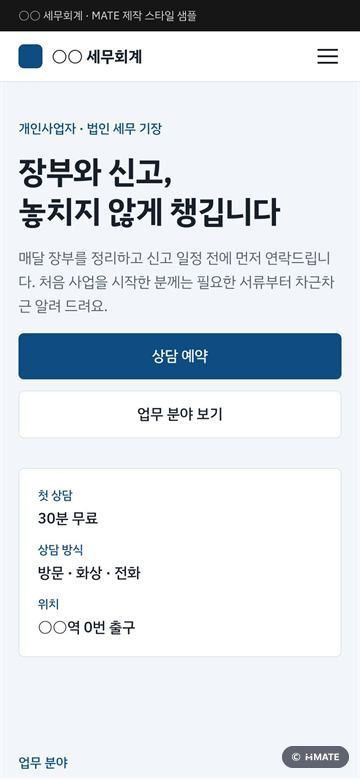 ○○ 세무회계 · MATE 제작 스타일 샘플
○○ 세무회계
개인사업자 · 법인 세무 기장
장부와 신고,
놓치지 않게 챙깁니다
매달 장부를 정리하고 신고 일정 전에 먼저 연락드립니
다. 처음 사업을 시작한 분께는 필요한 서류부터 차근차
근 알려 드려요.
상담 예약
업무 분야 보기
첫 상담
30분 무료
상담 방식
방문 · 화상 · 전화
위치
○○역 0번 출구
업무 분야
© MATE